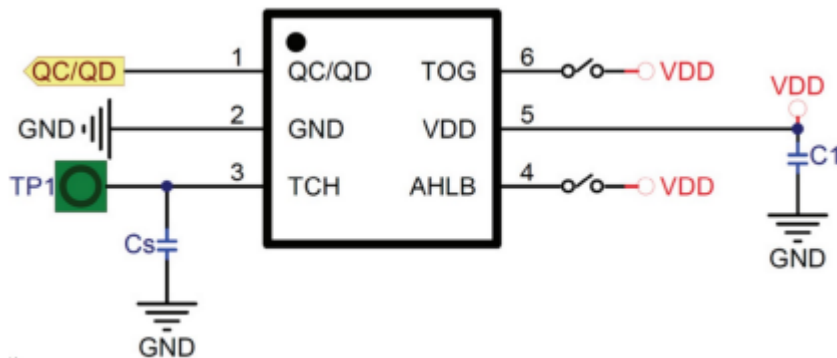 QC/QD 1 QC/QD TOG 6 VDD
VDD
GND 2 GND VDD 5
C1
TP1 3 TCH AHLB 4 VDD
Cs
GND
GND